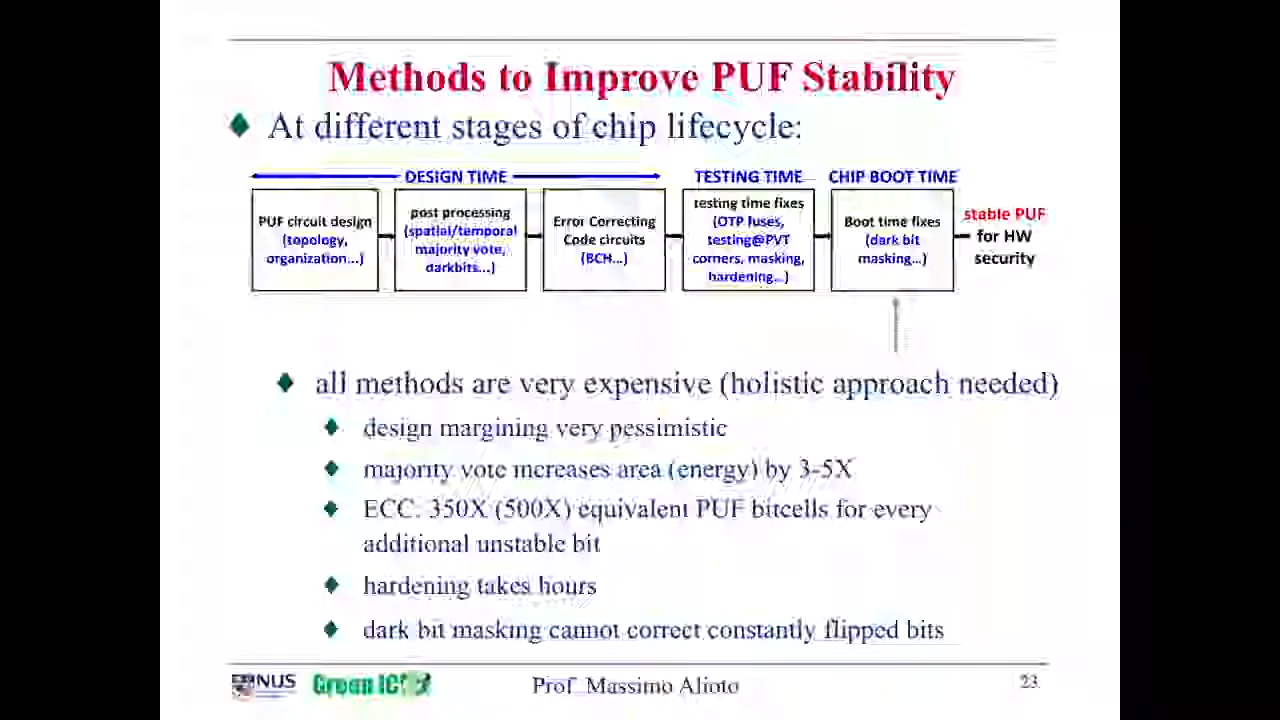 Methods to Improve PUF Stability
At different stages of chip lifecycle:
DESIGN TIME
TESTING TIME
CHIP BOOT TIME
PUF circuit design
(topology,
organization...)
post processing
(spatial/temporal
majority vote,
darkbits...)
Error Correcting
Code circuits
(BCH...)
testing time fixes
(OTP fuses,
testing@PVT
corners, masking,
hardening...)
Boot time fixes
(dark bit
masking...)
stable PUF
for HW
security
all methods are very expensive (holistic approach needed)
design margining very pessimistic
majority vote increases area (energy) by 3-5X
ECC: 350X (500X) equivalent PUF bitcells for every
additional unstable bit
hardening takes hours
dark bit masking cannot correct constantly flipped bits
NUS
Green IC
Prof. Massimo Alioto
23